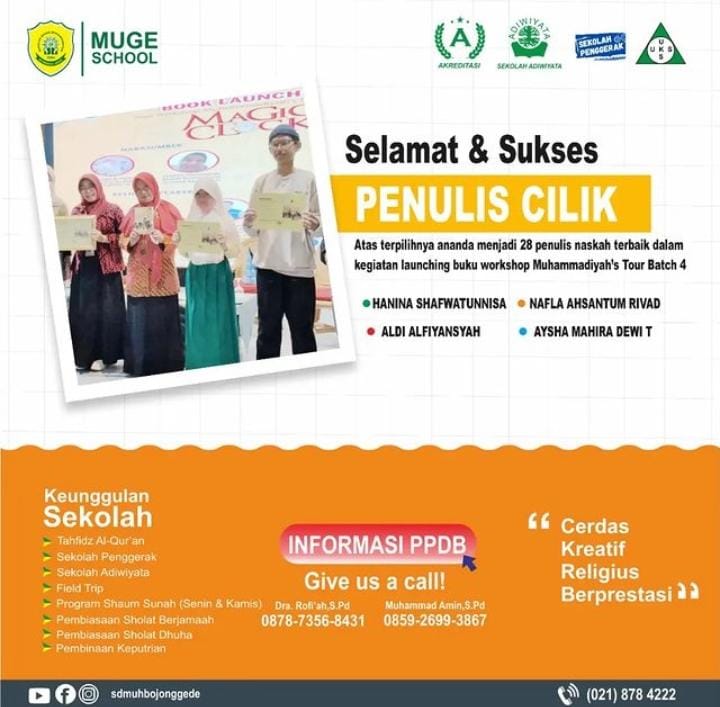 MUGE
SCHOOL
A
AKREDITASI
ADIWIYATA
SEKOLAH ADIWIYATA
SEKOLAH
PENGGERAK
UKS
BOOK LAUNCH
MAGIC
CLOCK
Selamat & Sukses
PENULIS CILIK
Atas terpilihnya ananda menjadi 28 penulis naskah terbaik dalam
kegiatan launching buku workshop Muhammadiyah's Tour Batch 4
HANINA SHAFWATUNNISA
NAFLA AHSANTUM RIVAD
ALDI ALFIYANSYAH
AYSHA MAHIRA DEWI T
Keunggulan
Sekolah
Tahfidz Al-Qur'an
Sekolah Penggerak
Sekolah Adiwiyata
Field Trip
Program Shaum Sunah (Senin & Kamis)
Pembiasaan Sholat Berjamaah
Pembiasaan Sholat Dhuha
Pembinaan Keputrian
INFORMASI PPDB
Give us a call!
Dra. Rofi'ah,S.Pd
0878-7356-8431
Muhammad Amin,S.Pd
0859-2699-3867
“ Cerdas
Kreatif
Religius
Berprestasi ”
sdmuhbojonggede
(021) 878 4222